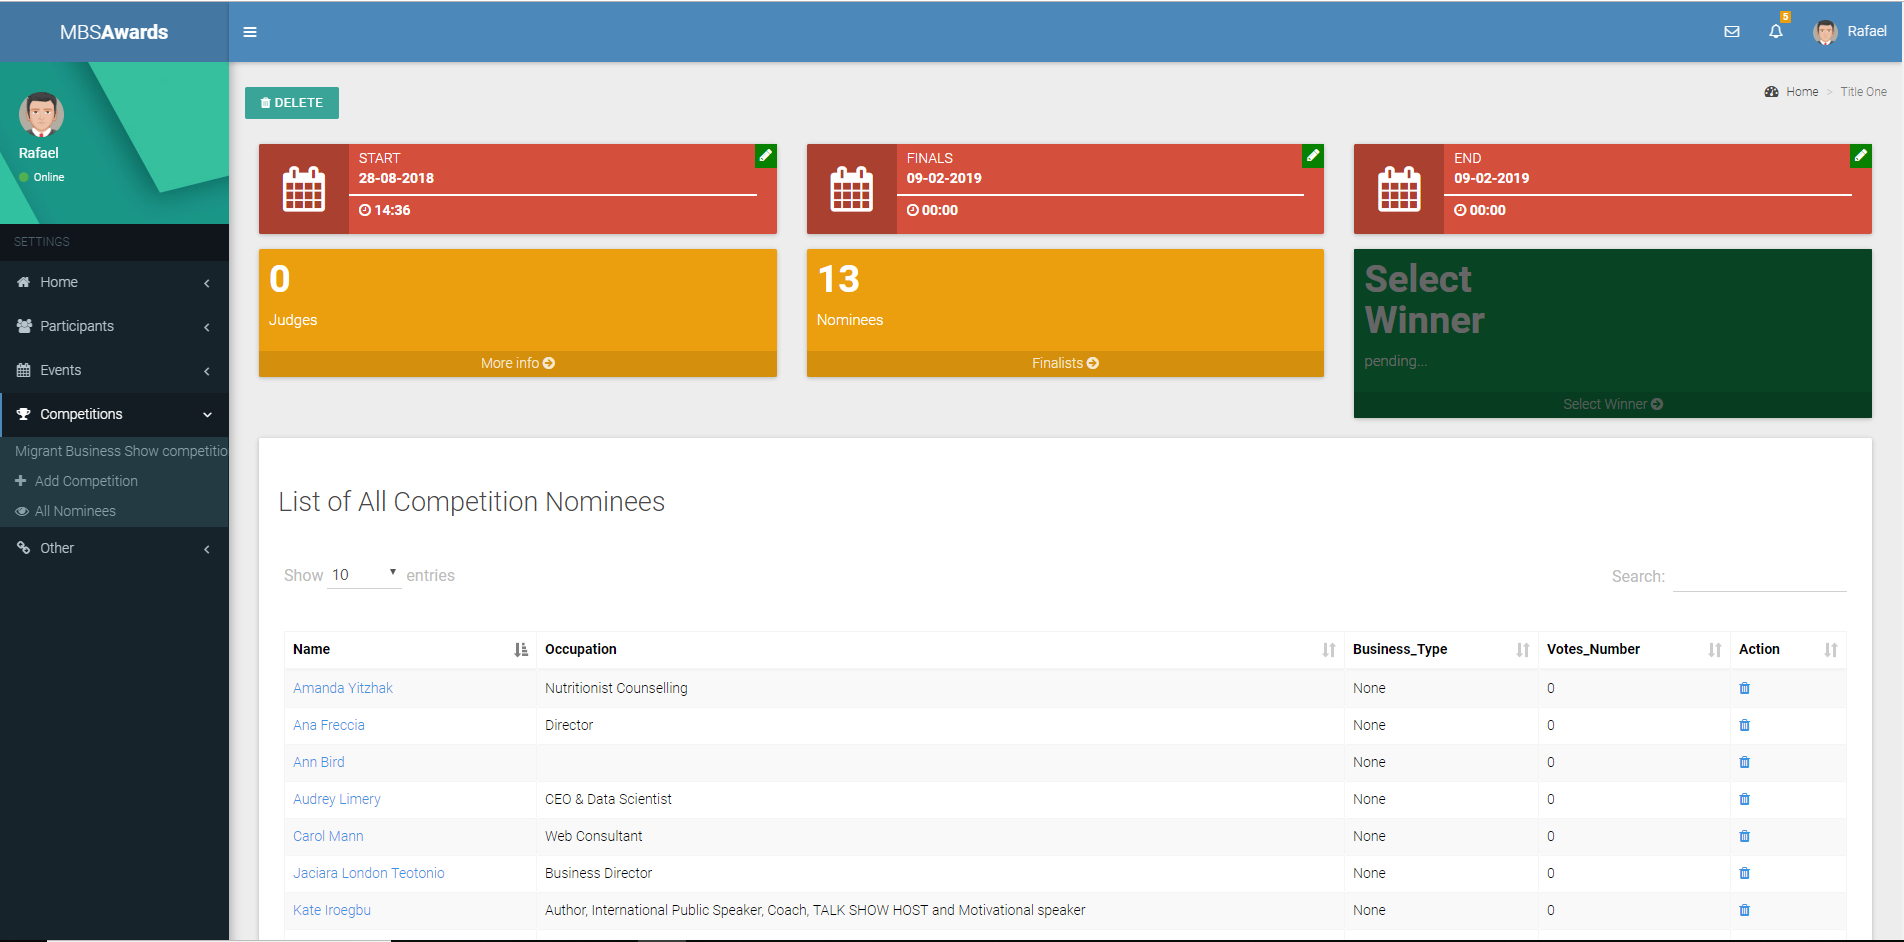 MBSAwards
5
Rafael
Rafael
Online
SETTINGS
Home
Participants
Events
Competitions
Migrant Business Show competitio
Add Competition
All Nominees
Other
DELETE
Home > Title One
START
28-08-2018
14:36
FINALS
09-02-2019
00:00
END
09-02-2019
00:00
0
Judges
More info
13
Nominees
Finalists
Select
Winner
pending...
Select Winner
List of All Competition Nominees
Show 10 entries
Search:
Name Occupation Business_Type Votes_Number Action
Amanda Yitzhak Nutritionist Counselling None 0
Ana Freccia Director None 0
Ann Bird None 0
Audrey Limery CEO & Data Scientist None 0
Carol Mann Web Consultant None 0
Jaciara London Teotonio Business Director None 0
Kate Iroegbu Author, International Public Speaker, Coach, TALK SHOW HOST and Motivational speaker None 0